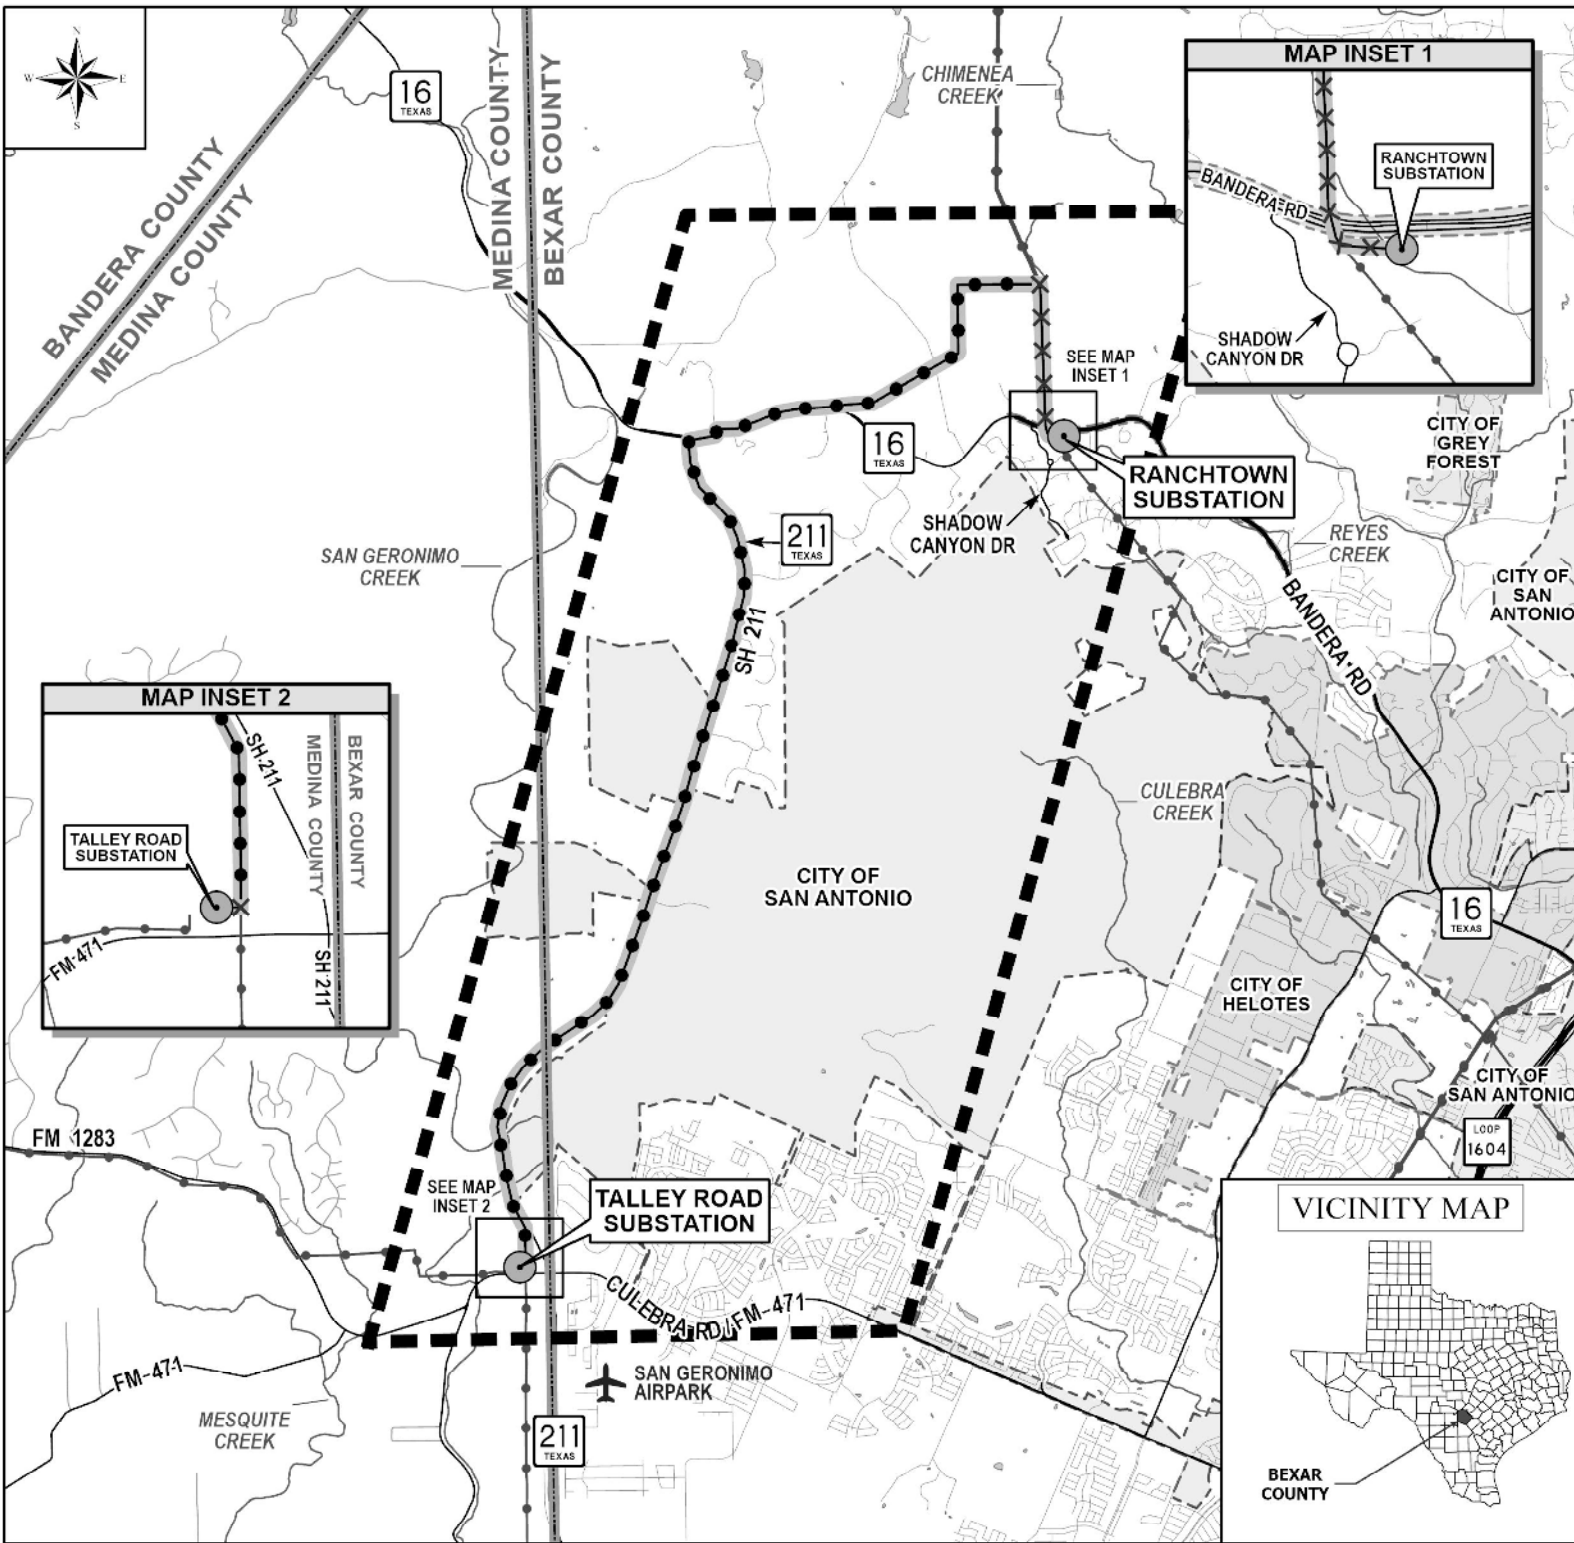 N
W
E
S
16
TEXAS
BANDERA COUNTY
MEDINA COUNTY
MEDINA COUNTY
BEXAR COUNTY
CHIMENEA
CREEK
MAP INSET 1
RANCHTOWN
SUBSTATION
BANDERA RD
SHADOW
CANYON DR
SEE MAP
INSET 1
16
TEXAS
CITY OF
GREY
FOREST
RANCHTOWN
SUBSTATION
SHADOW
CANYON DR
211
TEXAS
SAN GERONIMO
CREEK
REYES
CREEK
CITY OF
SAN
ANTONIO
BANDERA RD
SH 211
MAP INSET 2
SH 211
MEDINA COUNTY
BEXAR COUNTY
TALLEY ROAD
SUBSTATION
FM-471
SH 211
CULEBRA
CREEK
CITY OF
SAN ANTONIO
16
TEXAS
CITY OF
HELOTES
CITY OF
SAN ANTONIO
LOOP
1604
FM 1283
SEE MAP
INSET 2
TALLEY ROAD
SUBSTATION
CULEBRA RD / FM-471
FM-471
SAN GERONIMO
AIRPARK
MESQUITE
CREEK
211
TEXAS
VICINITY MAP
BEXAR
COUNTY